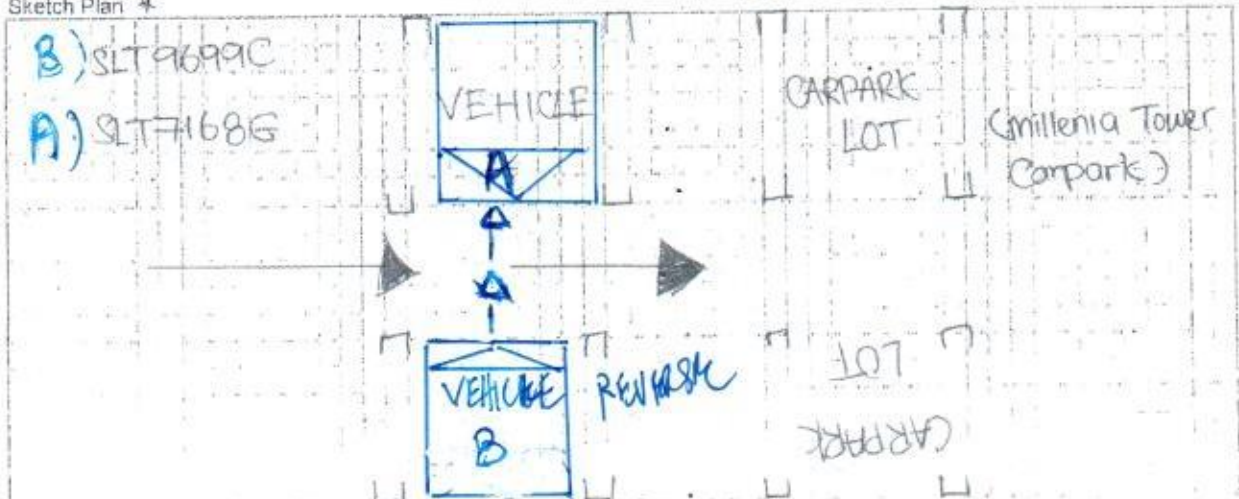 Sketch Plan *
B) SLT9699C
A) SLT7168G
VEHICLE
A
CARPARK
LOT
(Millenia Tower
Carpark)
VEHICLE
B
REVERSE
LOT
CARPARK